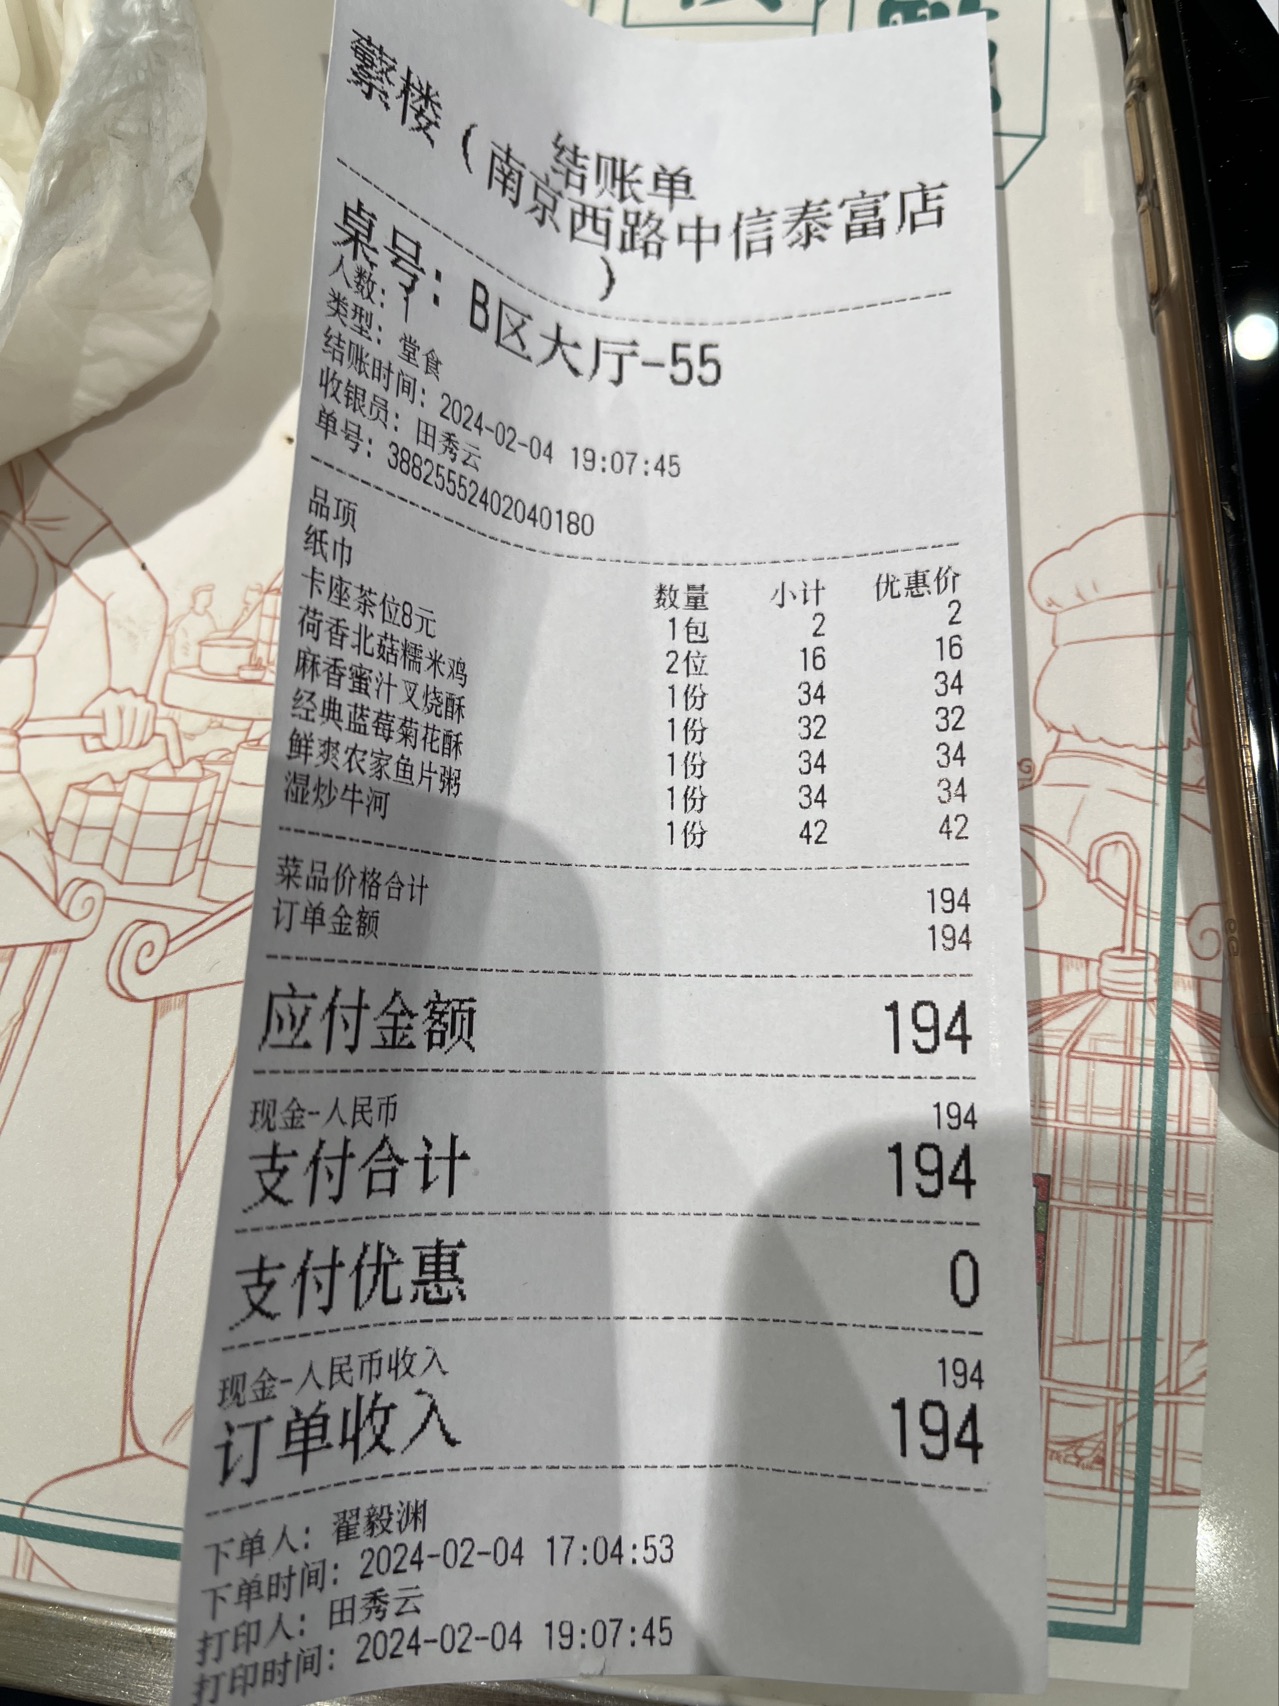 结账单
蘩楼（南京西路中信泰富店
）
桌号：B区大厅-55
人数：1
类型：堂食
结账时间：2024-02-04 19:07:45
收银员：田秀云
单号：38825552402040180
品项 数量 小计 优惠价
纸巾 1包 2 2
卡座茶位8元 2位 16 16
荷香北菇糯米鸡 1份 34 34
麻香蜜汁叉烧酥 1份 32 32
经典蓝莓菊花酥 1份 34 34
鲜爽农家鱼片粥 1份 34 34
湿炒牛河 1份 42 42
菜品价格合计 194
订单金额 194
应付金额 194
现金-人民币 194
支付合计 194
支付优惠 0
现金-人民币收入 194
订单收入 194
下单人：翟毅渊
下单时间：2024-02-04 17:04:53
打印人：田秀云
打印时间：2024-02-04 19:07:45